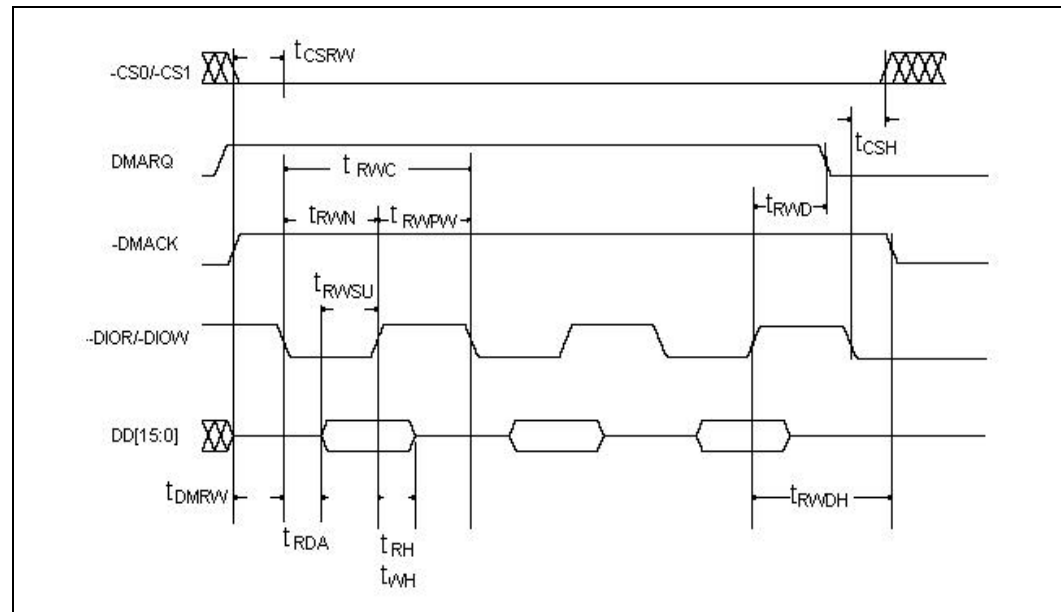 tCSRW
-CS0/-CS1
tCSH
DMARQ
tRWC
tRWN
tRWPW
tRWD
-DMACK
tRWSU
-DIOR/-DIOW
DD[15:0]
tDMRW
tRWDH
tRDA
tRH
tWH